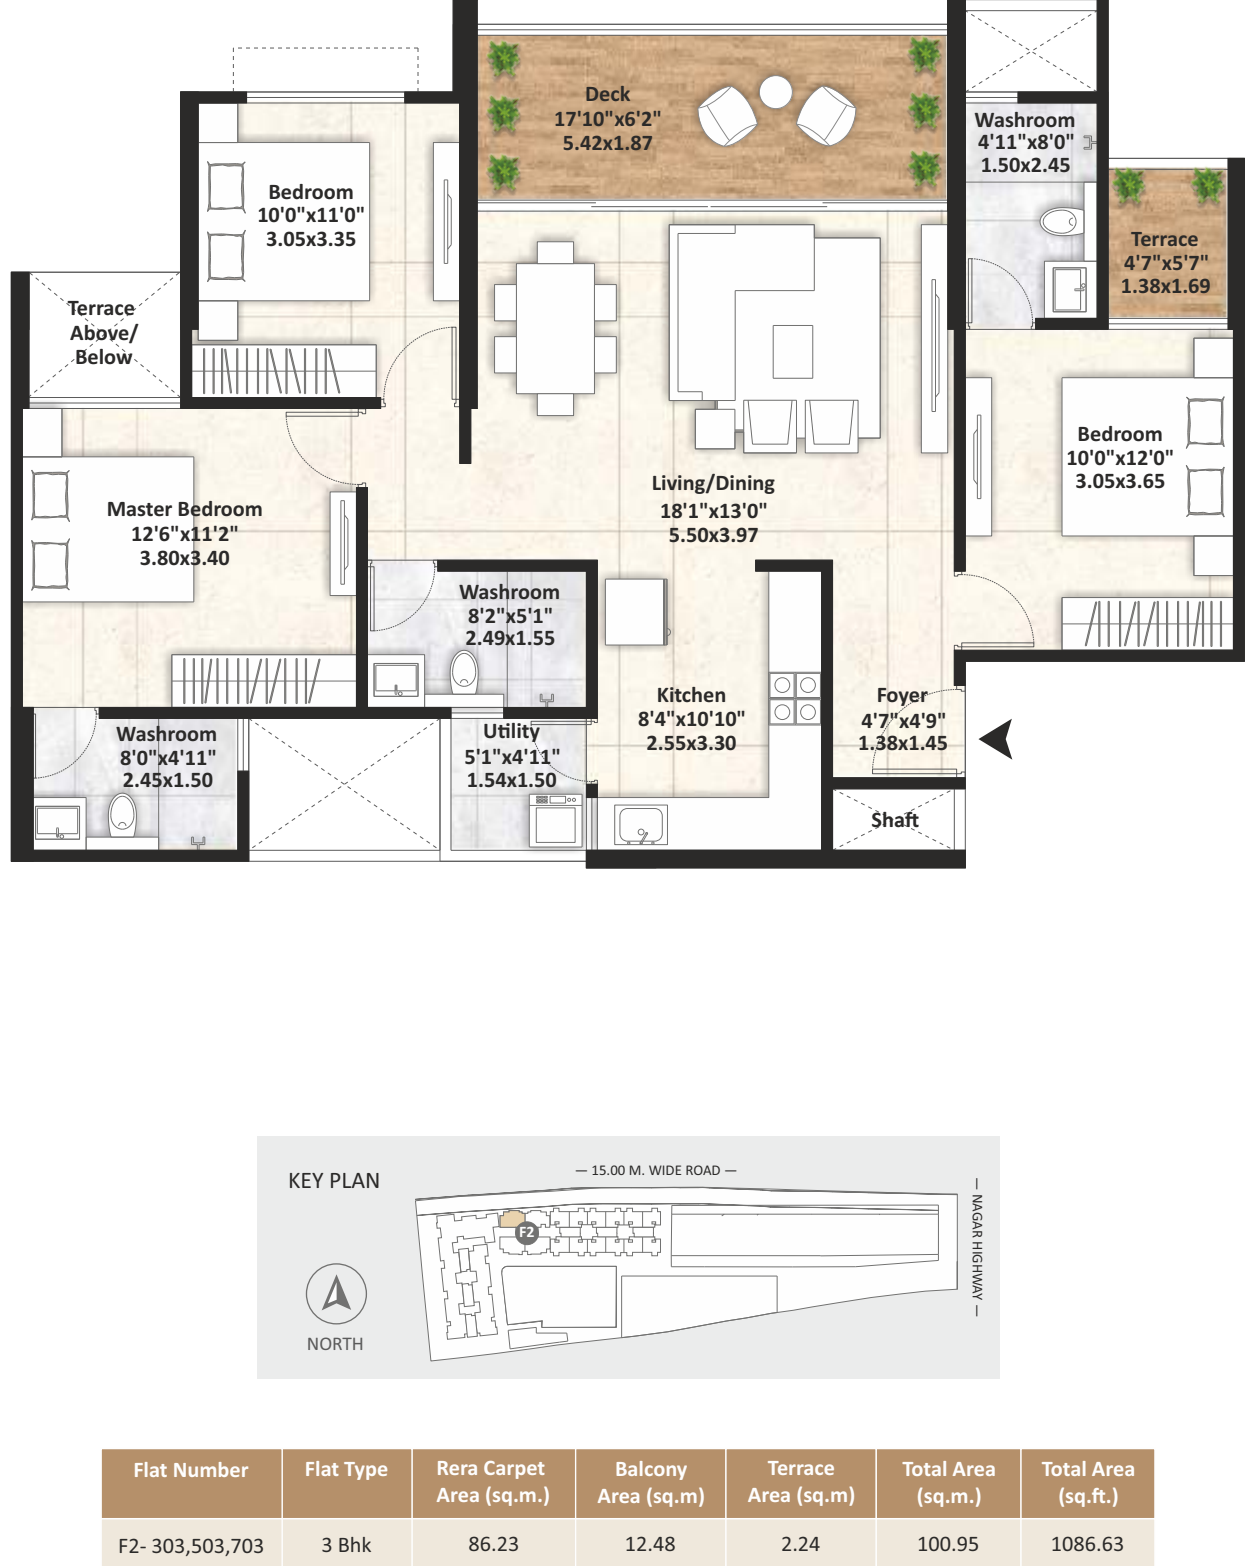 Deck
17'10"x6'2"
5.42x1.87
Washroom
4'11"x8'0"
1.50x2.45
Bedroom
10'0"x11'0"
3.05x3.35
Terrace
4'7"x5'7"
1.38x1.69
Terrace
Above/
Below
Bedroom
10'0"x12'0"
3.05x3.65
Living/Dining
18'1"x13'0"
5.50x3.97
Master Bedroom
12'6"x11'2"
3.80x3.40
Washroom
8'2"x5'1"
2.49x1.55
Kitchen
8'4"x10'10"
2.55x3.30
Foyer
4'7"x4'9"
1.38x1.45
Washroom
8'0"x4'11"
2.45x1.50
Utility
5'1"x4'11"
1.54x1.50
Shaft
KEY PLAN
— 15.00 M. WIDE ROAD —
— NAGAR HIGHWAY —
F2
NORTH
Flat Number Flat Type Rera Carpet Area (sq.m.) Balcony Area (sq.m) Terrace Area (sq.m) Total Area (sq.m.) Total Area (sq.ft.)
F2- 303,503,703 3 Bhk 86.23 12.48 2.24 100.95 1086.63